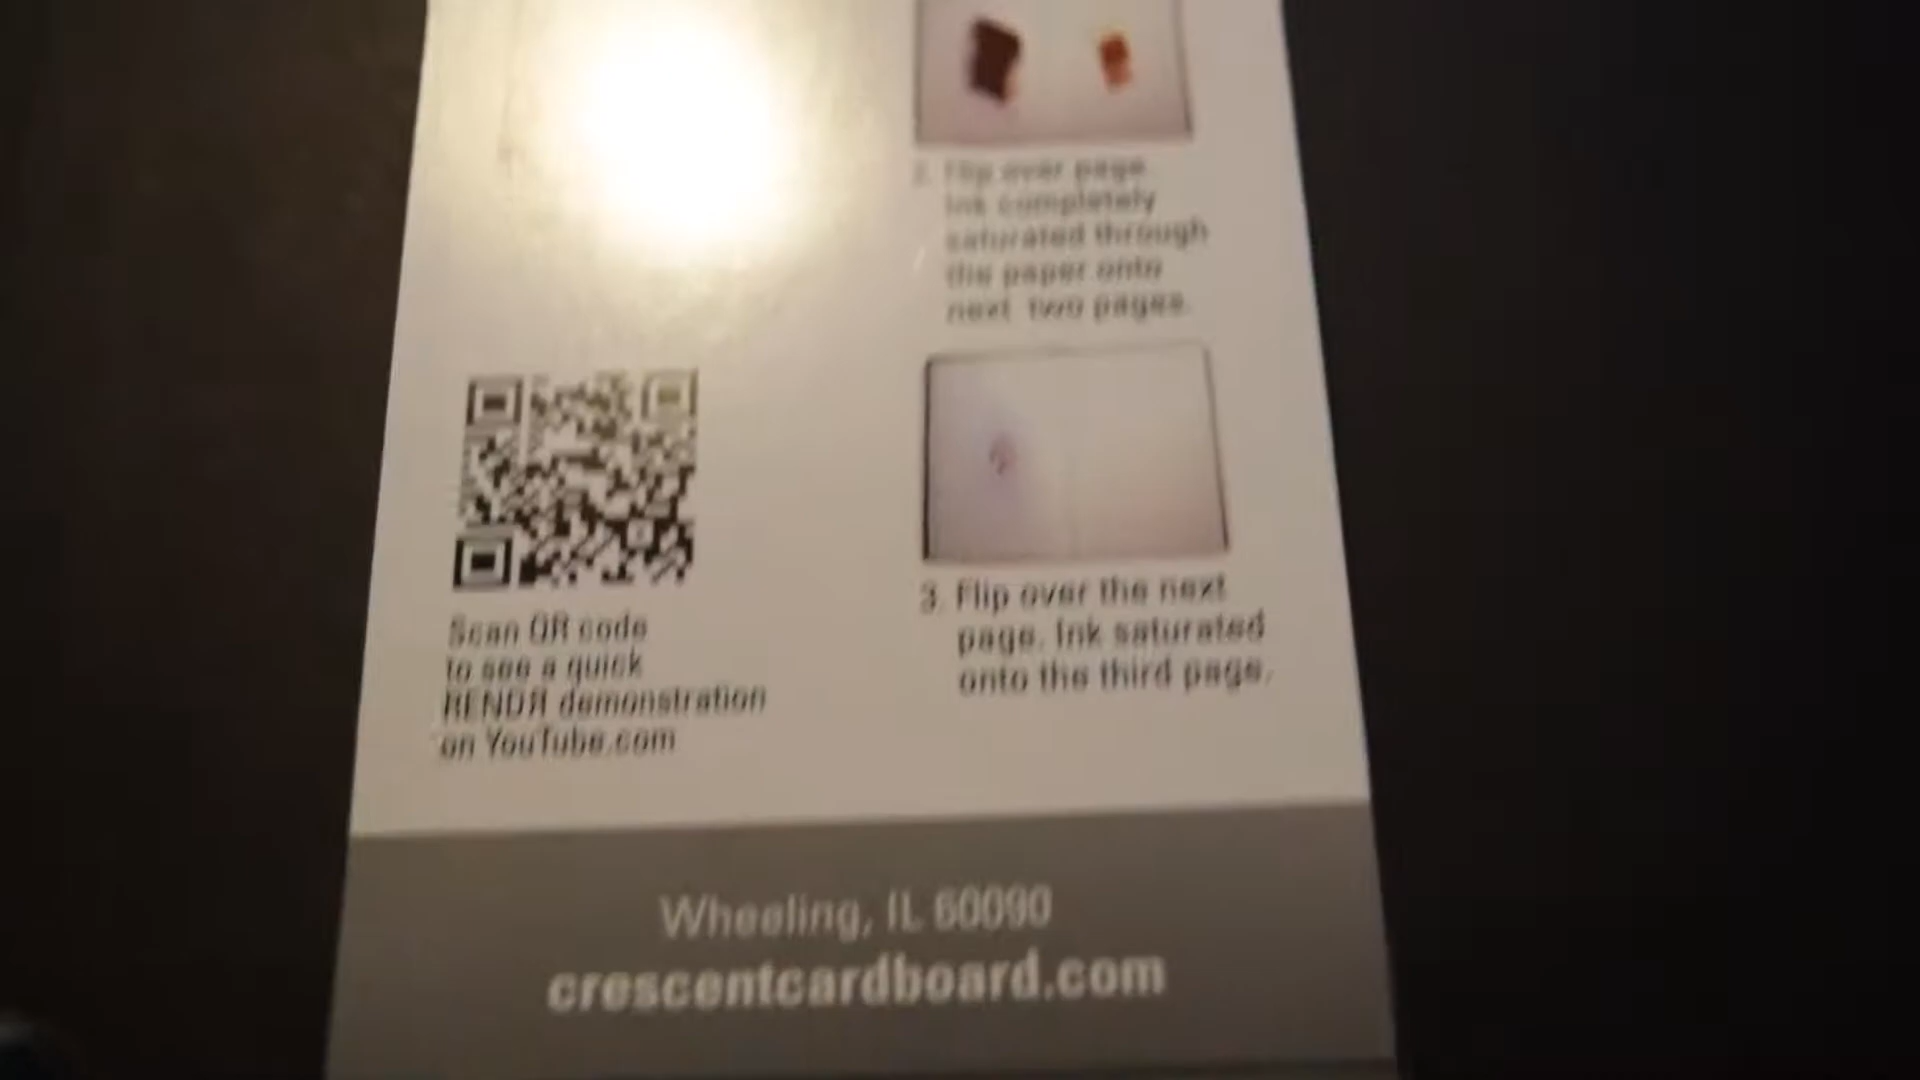 2. Flip over page.
Ink completely
saturated through
the paper onto
next two pages.
Scan QR code
to see a quick
RENDR demonstration
on YouTube.com
3. Flip over the next
page. Ink saturated
onto the third page.
Wheeling, IL 60090
crescentcardboard.com